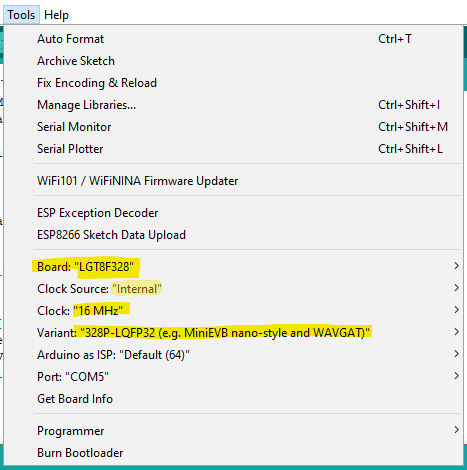 Tools Help
Auto Format Ctrl+T
Archive Sketch
Fix Encoding & Reload
Manage Libraries... Ctrl+Shift+I
Serial Monitor Ctrl+Shift+M
Serial Plotter Ctrl+Shift+L
WiFi101 / WiFiNINA Firmware Updater
ESP Exception Decoder
ESP8266 Sketch Data Upload
Board: "LGT8F328"
Clock Source: "Internal"
Clock: "16 MHz"
Variant: "328P-LQFP32 (e.g. MiniEVB nano-style and WAVGAT)"
Arduino as ISP: "Default (64)"
Port: "COM5"
Get Board Info
Programmer
Burn Bootloader